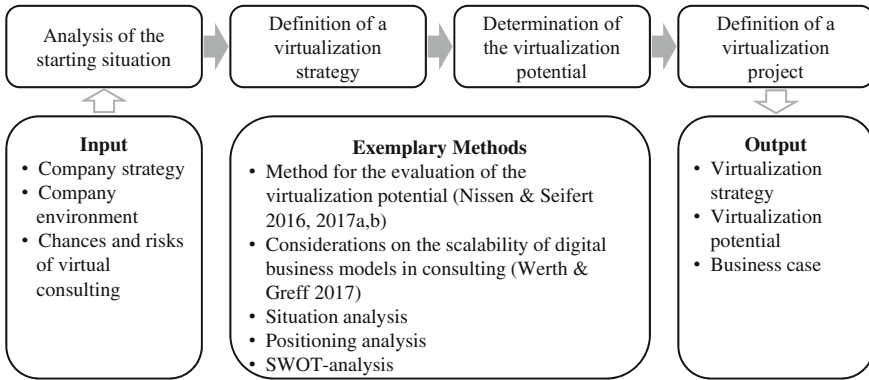 Analysis of the
starting situation
Definition of a
virtualization
strategy
Determination of
the virtualization
potential
Definition of a
virtualization
project
Input
• Company strategy
• Company
environment
• Chances and risks
of virtual
consulting
Exemplary Methods
• Method for the evaluation of the
virtualization potential (Nissen & Seifert
2016, 2017a,b)
• Considerations on the scalability of digital
business models in consulting (Werth &
Greff 2017)
• Situation analysis
• Positioning analysis
• SWOT-analysis
Output
• Virtualization
strategy
• Virtualization
potential
• Business case